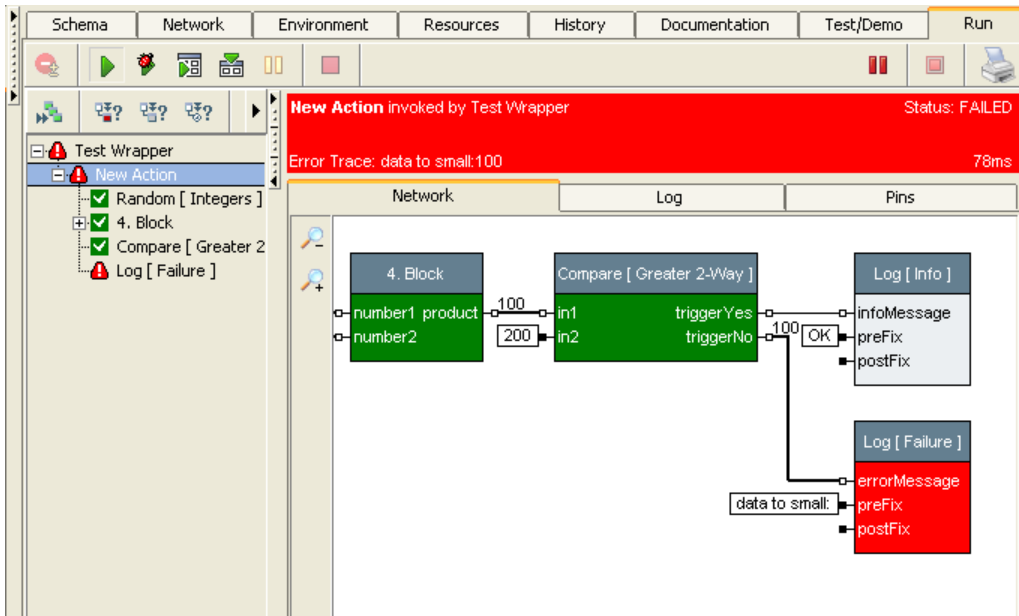 Schema Network Environment Resources History Documentation Test/Demo Run
? ? ?
New Action invoked by Test Wrapper Status: FAILED
Error Trace: data to small:100 78ms
Test Wrapper
New Action
Random [ Integers ]
4. Block
Compare [ Greater 2
Log [ Failure ]
Network Log Pins
4. Block Compare [ Greater 2-Way ] Log [ Info ]
number1 product 100 in1 triggerYes infoMessage
number2 200 in2 triggerNo 100 OK preFix
postFix
Log [ Failure ]
errorMessage
data to small: preFix
postFix